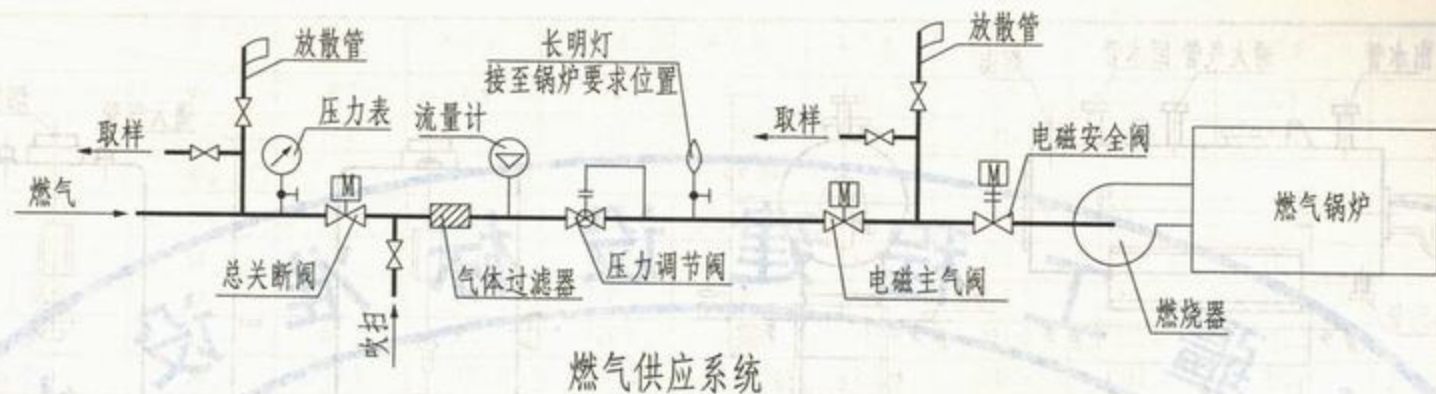 放散管
长明灯
接至锅炉要求位置
放散管
取样
压力表
流量计
取样
电磁安全阀
燃气
M
M
M
燃气锅炉
总关断阀
气体过滤器
压力调节阀
电磁主气阀
燃烧器
吹扫
燃气供应系统